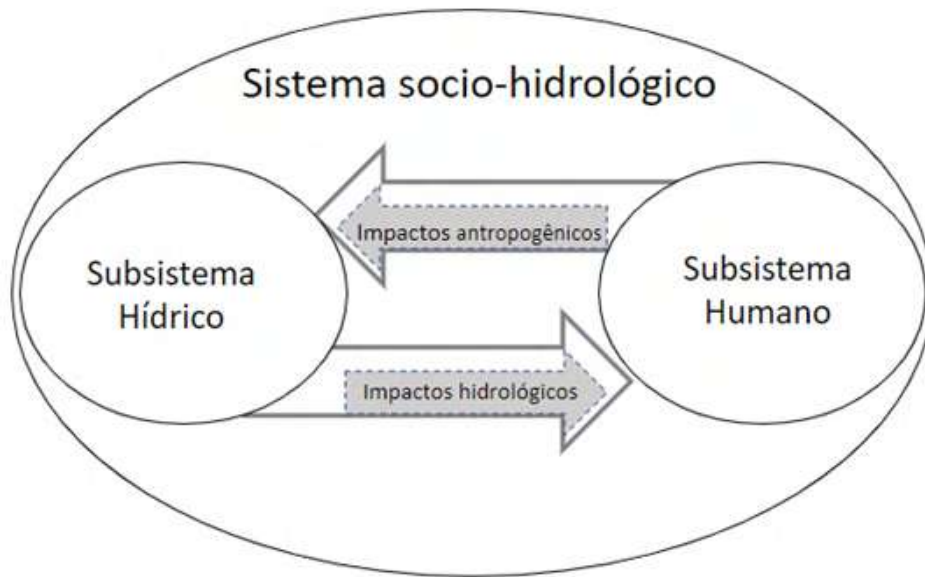 Sistema socio-hidrológico
Impactos antropogênicos
Subsistema
Hídrico
Subsistema
Humano
Impactos hidrológicos